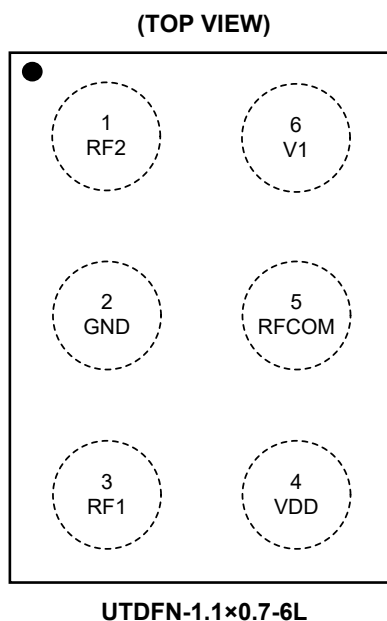 (TOP VIEW)
1
RF2
6
V1
2
GND
5
RFCOM
3
RF1
4
VDD
UTDFN-1.1×0.7-6L